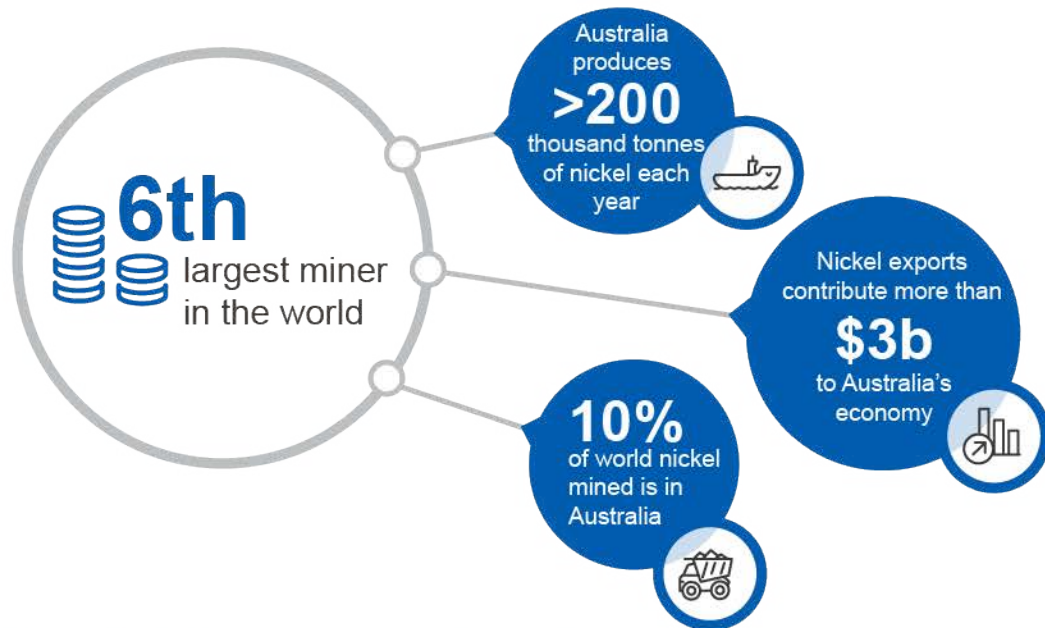 6th
largest miner
in the world
Australia
produces
>200
thousand tonnes
of nickel each
year
Nickel exports
contribute more than
$3b
to Australia’s
economy
10%
of world nickel
mined is in
Australia